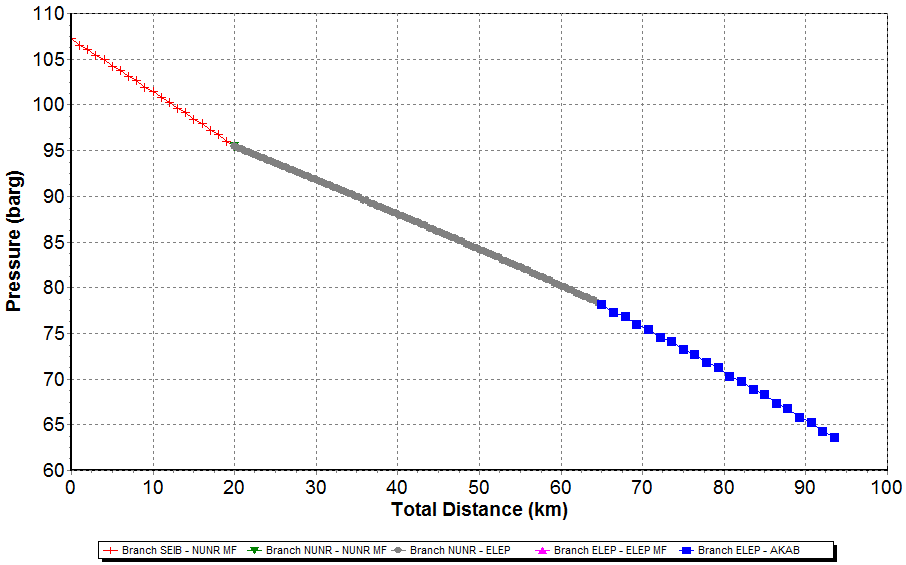 110
105
100
95
90
85
80
75
70
65
60
Pressure (barg)
0 10 20 30 40 50 60 70 80 90 100
Total Distance (km)
Branch SEIB - NUNR MF Branch NUNR - NUNR MF Branch NUNR - ELEP Branch ELEP - ELEP MF Branch ELEP - AKAB